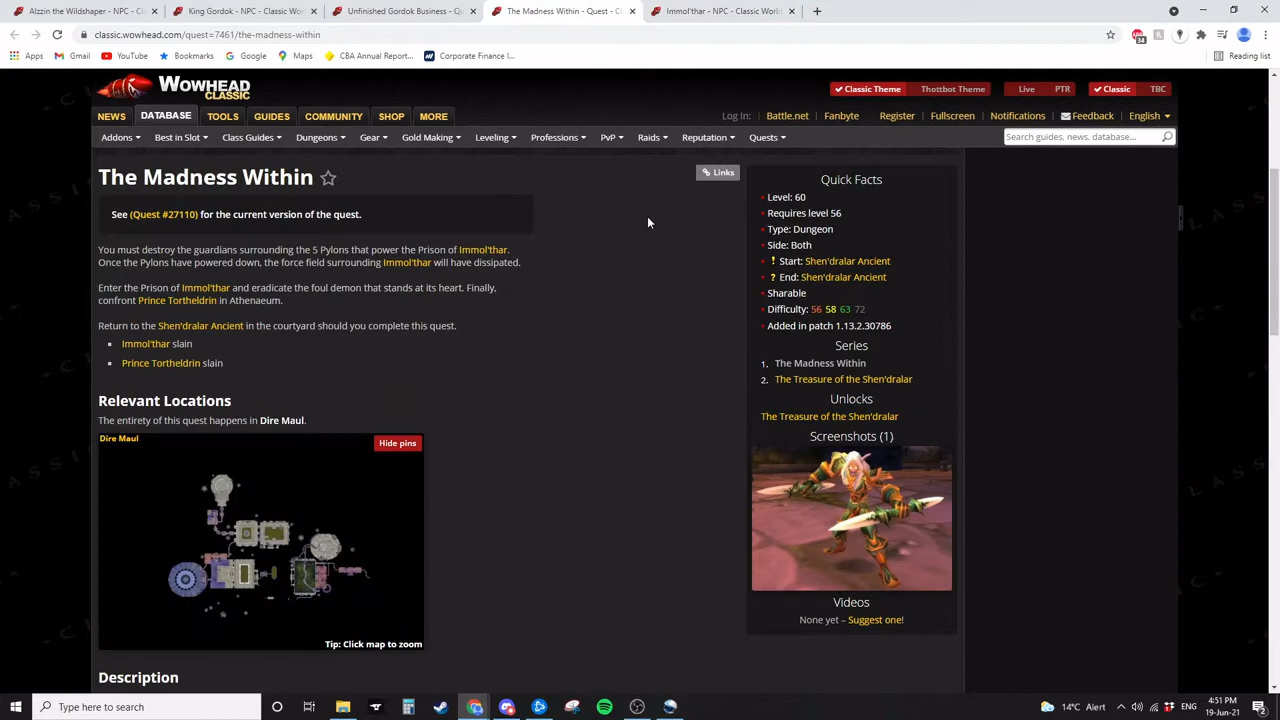 Alzzin the Wildshaper - NPC - Cla
King Gordok - NPC - Classic World
Unfinished Gordok Business - Qu
The Madness Within - Quest - Cla
Immol'thar - NPC - Classic World
classic.wowhead.com/quest=7461/the-madness-within
34
Apps Gmail YouTube Bookmarks Google Maps CBA Annual Report... Corporate Finance I... Reading list
WOWHEAD CLASSIC
Classic Theme Thottbot Theme Live PTR Classic TBC
NEWS DATABASE TOOLS GUIDES COMMUNITY SHOP MORE
Log In: Battle.net Fanbyte Register Fullscreen Notifications Feedback English
Addons Best in Slot Class Guides Dungeons Gear Gold Making Leveling Professions PvP Raids Reputation Quests
Search guides, news, database...
The Madness Within
Links
See (Quest #27110) for the current version of the quest.
You must destroy the guardians surrounding the 5 Pylons that power the Prison of Immol'thar.
Once the Pylons have powered down, the force field surrounding Immol'thar will have dissipated.
Enter the Prison of Immol'thar and eradicate the foul demon that stands at its heart. Finally,
confront Prince Tortheldrin in Athenaeum.
Return to the Shen'dralar Ancient in the courtyard should you complete this quest.
Immol'thar slain
Prince Tortheldrin slain
Relevant Locations
The entirety of this quest happens in Dire Maul.
Dire Maul
Hide pins
Tip: Click map to zoom
Description
Quick Facts
Level: 60
Requires level 56
Type: Dungeon
Side: Both
! Start: Shen'dralar Ancient
? End: Shen'dralar Ancient
Sharable
Difficulty: 56 58 63 72
Added in patch 1.13.2.30786
Series
1. The Madness Within
2. The Treasure of the Shen'dralar
Unlocks
The Treasure of the Shen'dralar
Screenshots (1)
Videos
None yet – Suggest one!
Type here to search
14°C Alert
ENG
4:51 PM
19-Jun-21
2